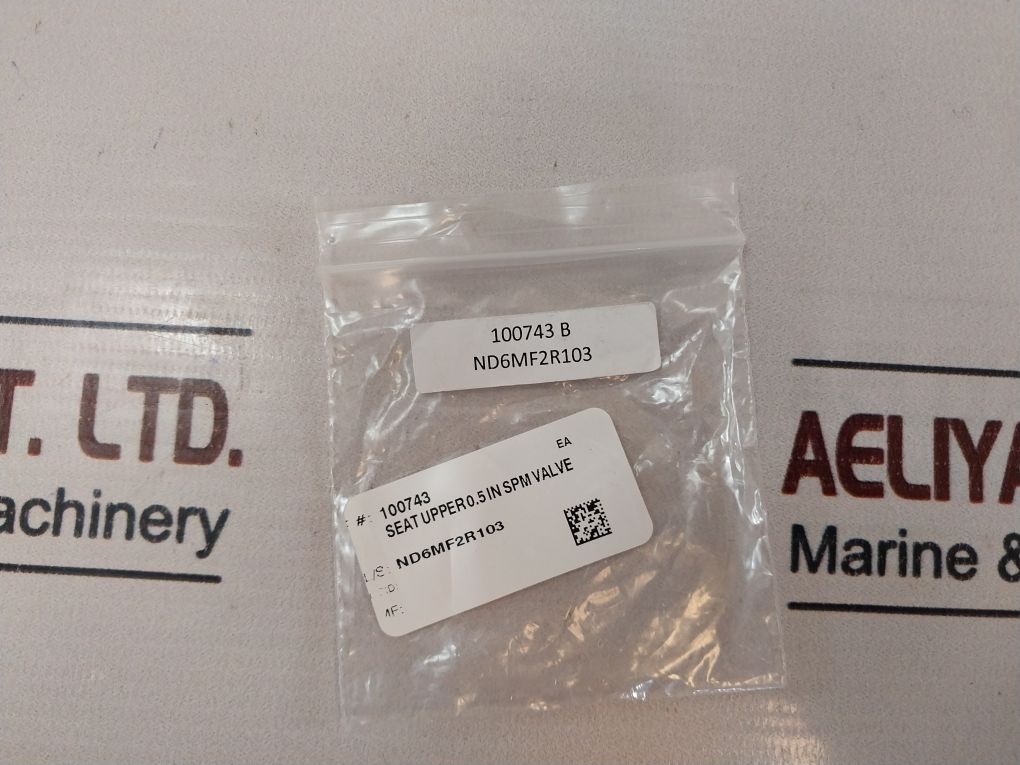 100743 B
ND6MF2R103
EA
#: 100743
SEAT UPPER 0.5 IN SPM VALVE
L/S: ND6MF2R103
T. LTD.
achinery
AELIYA
Marine &